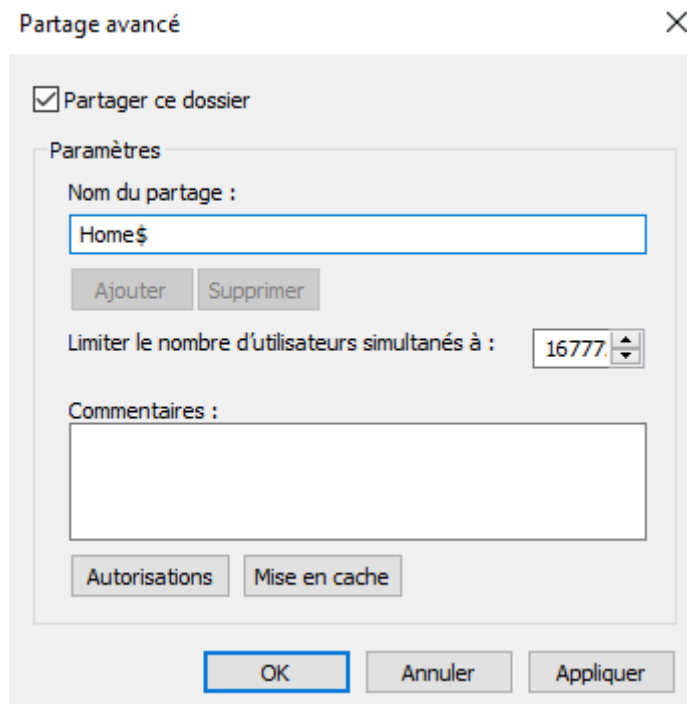 Partage avancé
Partager ce dossier
Paramètres
Nom du partage :
Home$
Ajouter Supprimer
Limiter le nombre d’utilisateurs simultanés à : 16777
Commentaires :
Autorisations Mise en cache
OK Annuler Appliquer